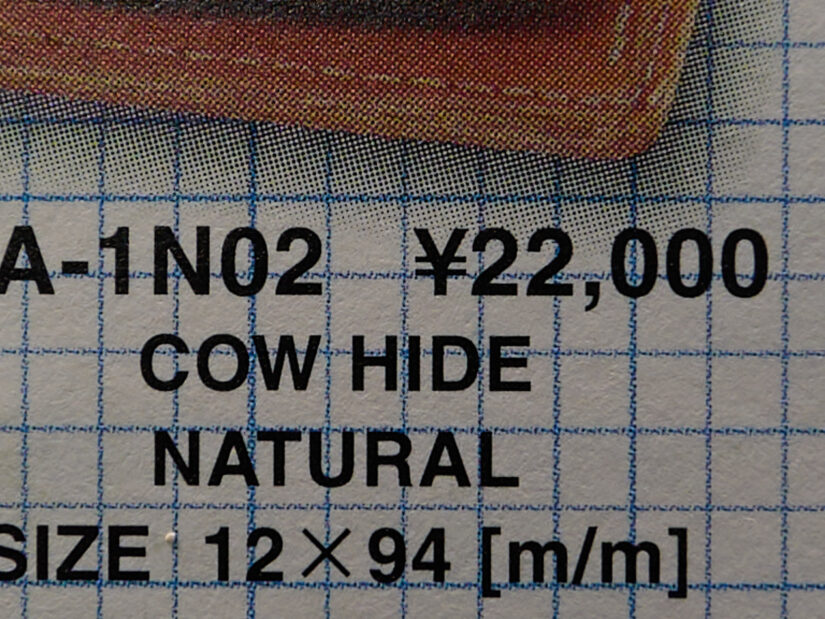 A-1N02 ¥22,000
COW HIDE
NATURAL
SIZE 12×94 [m/m]